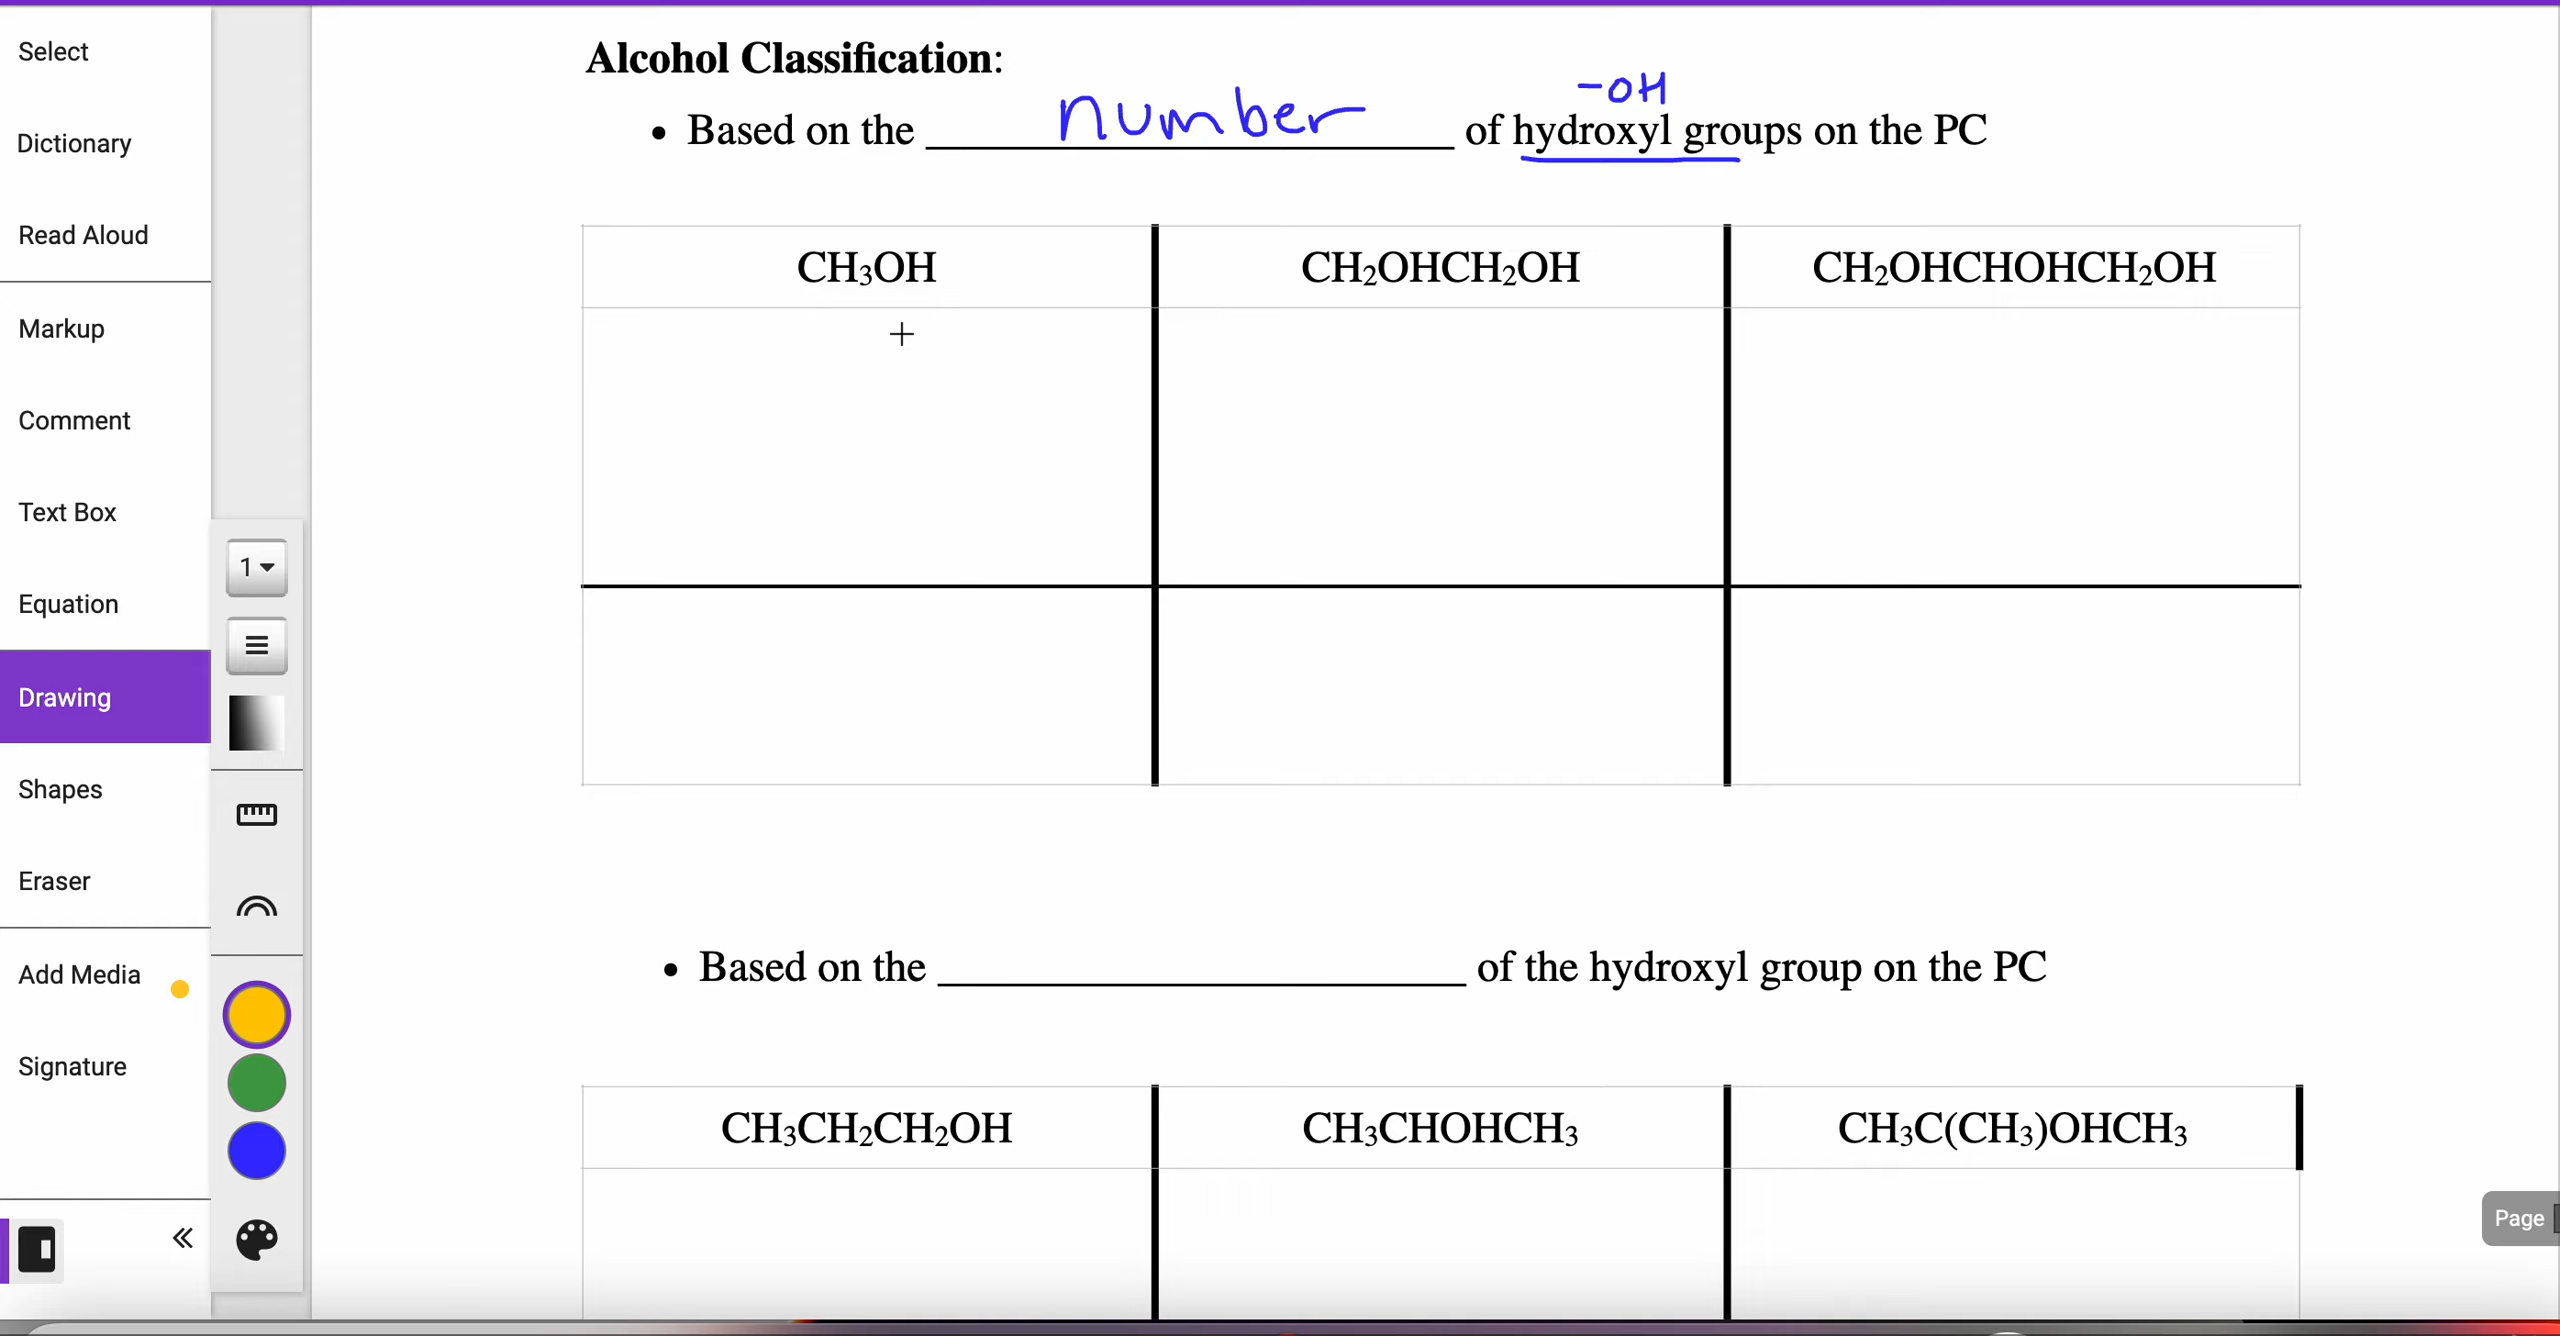 Select
Dictionary
Read Aloud
Markup
Comment
Text Box
Equation
Drawing
Shapes
Eraser
Add Media
Signature
1
Alcohol Classification:
-OH
• Based on the number of hydroxyl groups on the PC
CH₃OH CH₂OHCH₂OH CH₂OHCHOHCH₂OH
• Based on the ____________ of the hydroxyl group on the PC
CH₃CH₂CH₂OH CH₃CHOHCH₃ CH₃C(CH₃)OHCH₃
Page